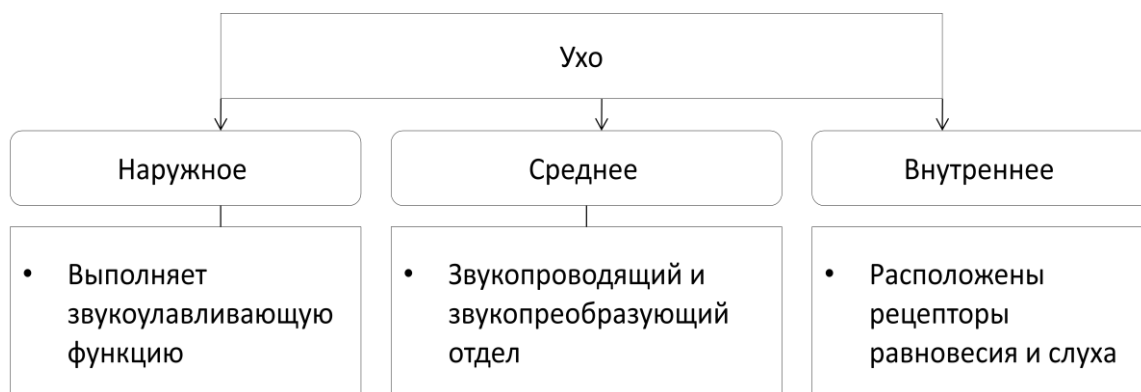 Ухо
Наружное
Среднее
Внутреннее
• Выполняет
звукоулавливающую
функцию
• Звукопроводящий и
звукопреобразующий
отдел
• Расположены
рецепторы
равновесия и слуха